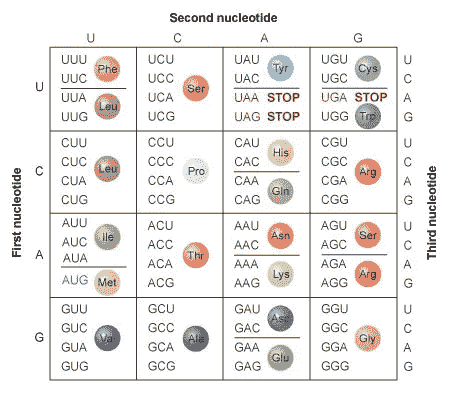 Second nucleotide
U C A G
First nucleotide
Third nucleotide
U
UUU
UUC
Phe
UUA
UUG
Leu
UCU
UCC
UCA
UCG
Ser
UAU
UAC
Tyr
UAA STOP
UAG STOP
UGU
UGC
Cys
UGA STOP
UGG
Trp
U
C
A
G
C
CUU
CUC
CUA
CUG
Leu
CCU
CCC
CCA
CCG
Pro
CAU
CAC
His
CAA
CAG
Gln
CGU
CGC
CGA
CGG
Arg
U
C
A
G
A
AUU
AUC
AUA
ile
AUG
Met
ACU
ACC
ACA
ACG
Thr
AAU
AAC
Asn
AAA
AAG
Lys
AGU
AGC
Ser
AGA
AGG
Arg
U
C
A
G
G
GUU
GUC
GUA
GUG
Val
GCU
GCC
GCA
GCG
Ala
GAU
GAC
Asp
GAA
GAG
Glu
GGU
GGC
GGA
GGG
Gly
U
C
A
G